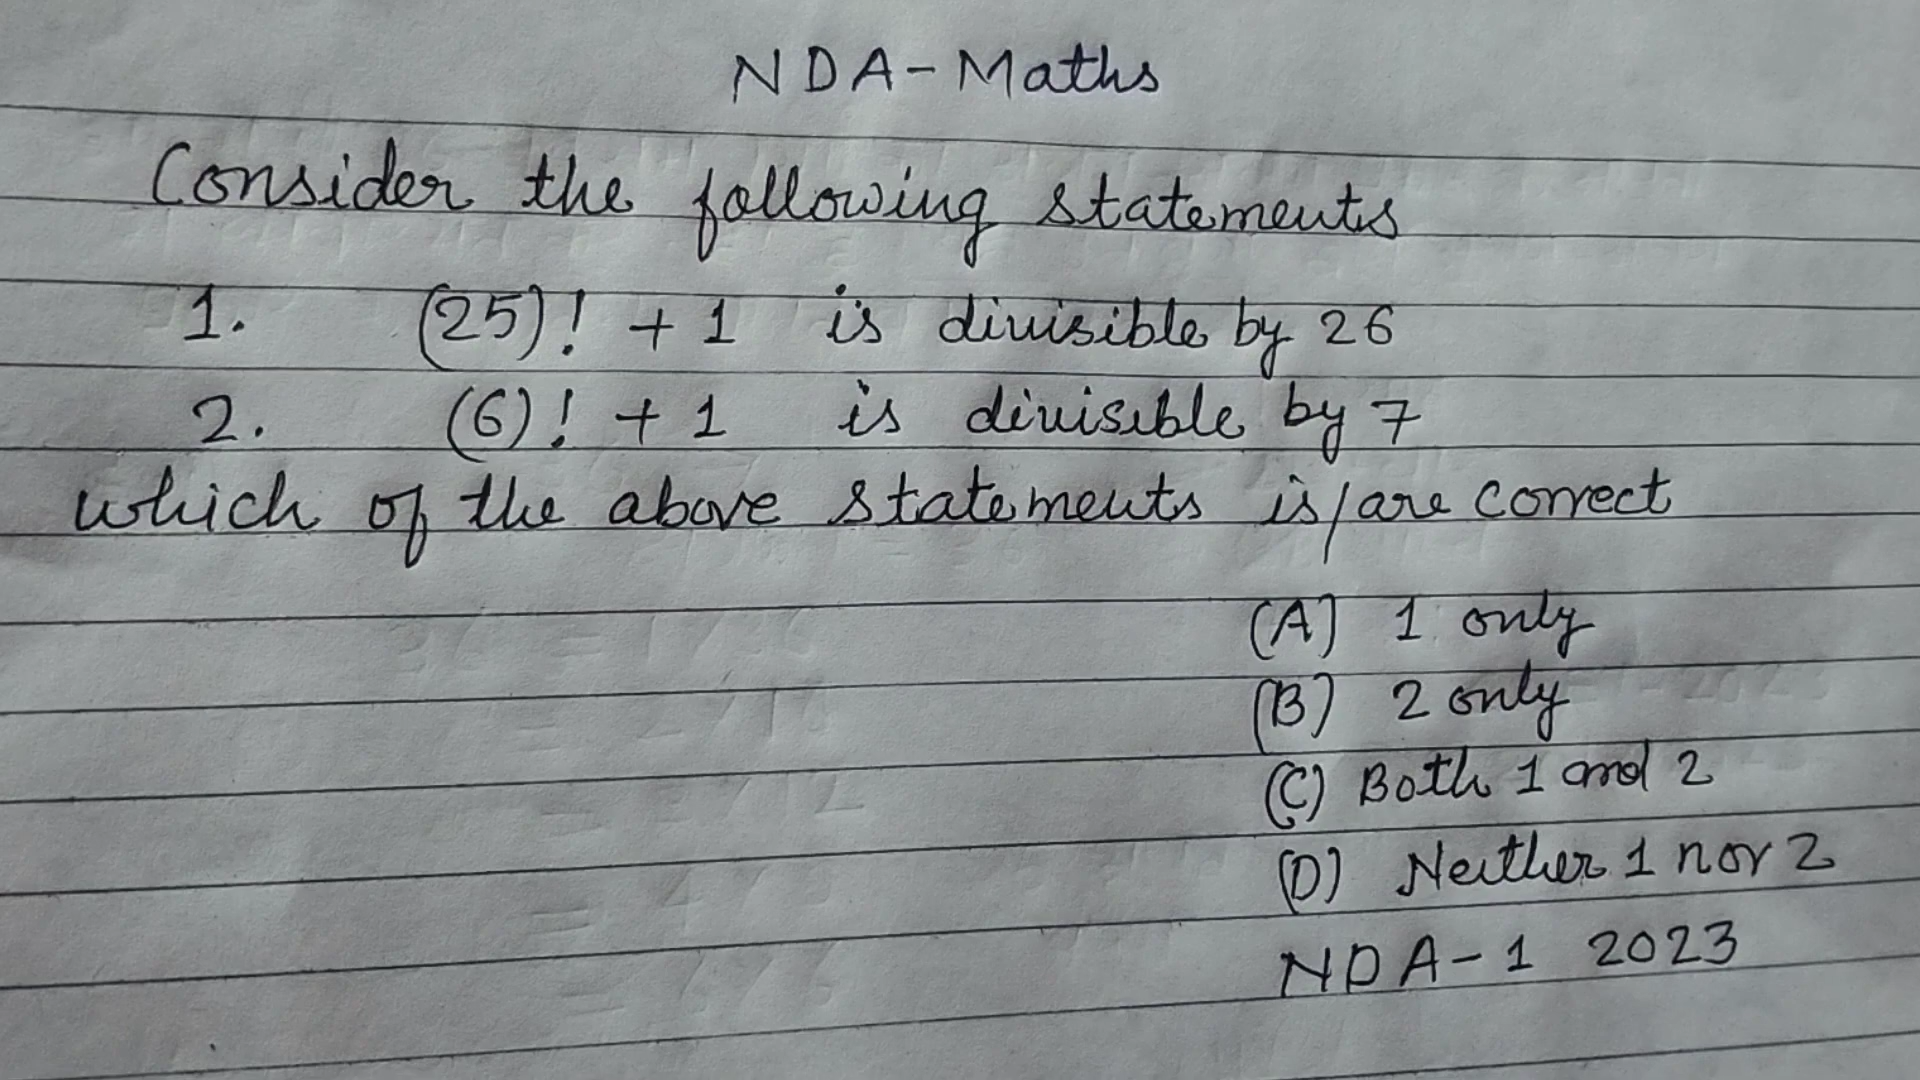 NDA-Maths
Consider the following statements
1. (25)! + 1 is divisible by 26
2. (6)! + 1 is divisible by 7
which of the above statements is/are correct
(A) 1 only
(B) 2 only
(C) Both 1 and 2
(D) Neither 1 nor 2
NDA-1 2023